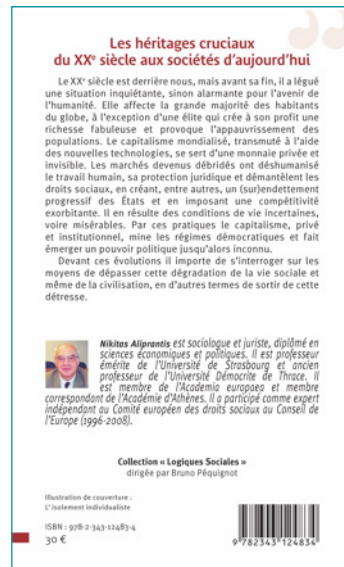 Les héritages cruciaux
du XXe siècle aux sociétés d'aujourd'hui
Le XXe siècle est derrière nous, mais avant sa fin, il a légué
une situation inquiétante, sinon alarmante pour l'avenir de
l'humanité. Elle affecte la grande majorité des habitants
du globe, à l'exception d'une élite qui crée à son profit une
richesse fabuleuse et provoque l'appauvrissement des
populations. Le capitalisme mondialisé, transmuté à l'aide
des nouvelles technologies, se sert d'une monnaie privée et
invisible. Les marchés devenus débridés ont déshumanisé
le travail humain, sa protection juridique et démantèlent les
droits sociaux, en créant, entre autres, un (sur)endettement
progressif des États et en imposant une compétitivité
exorbitante. Il en résulte des conditions de vie incertaines,
voire misérables. Par ces pratiques le capitalisme, privé
et institutionnel, mine les régimes démocratiques et fait
émerger un pouvoir politique jusqu'alors inconnu.
Devant ces évolutions il importe de s'interroger sur les
moyens de dépasser cette dégradation de la vie sociale et
même de la civilisation, en d'autres termes de sortir de cette
détresse.
Nikitas Aliprantis est sociologue et juriste, diplômé en
sciences économiques et politiques. Il est professeur
émérite de l'Université de Strasbourg et ancien
professeur de l'Université Démocrite de Thrace. Il
est membre de l'Academia europaea et membre
correspondant de l'Académie d'Athènes. Il a participé comme expert
indépendant au Comité européen des droits sociaux au Conseil de
l'Europe (1996-2008).
Collection « Logiques Sociales »
dirigée par Bruno Péquignot
Illustration de couverture :
L'isolement individualiste
ISBN : 978-2-343-12483-4
30 €
9 782343 124834